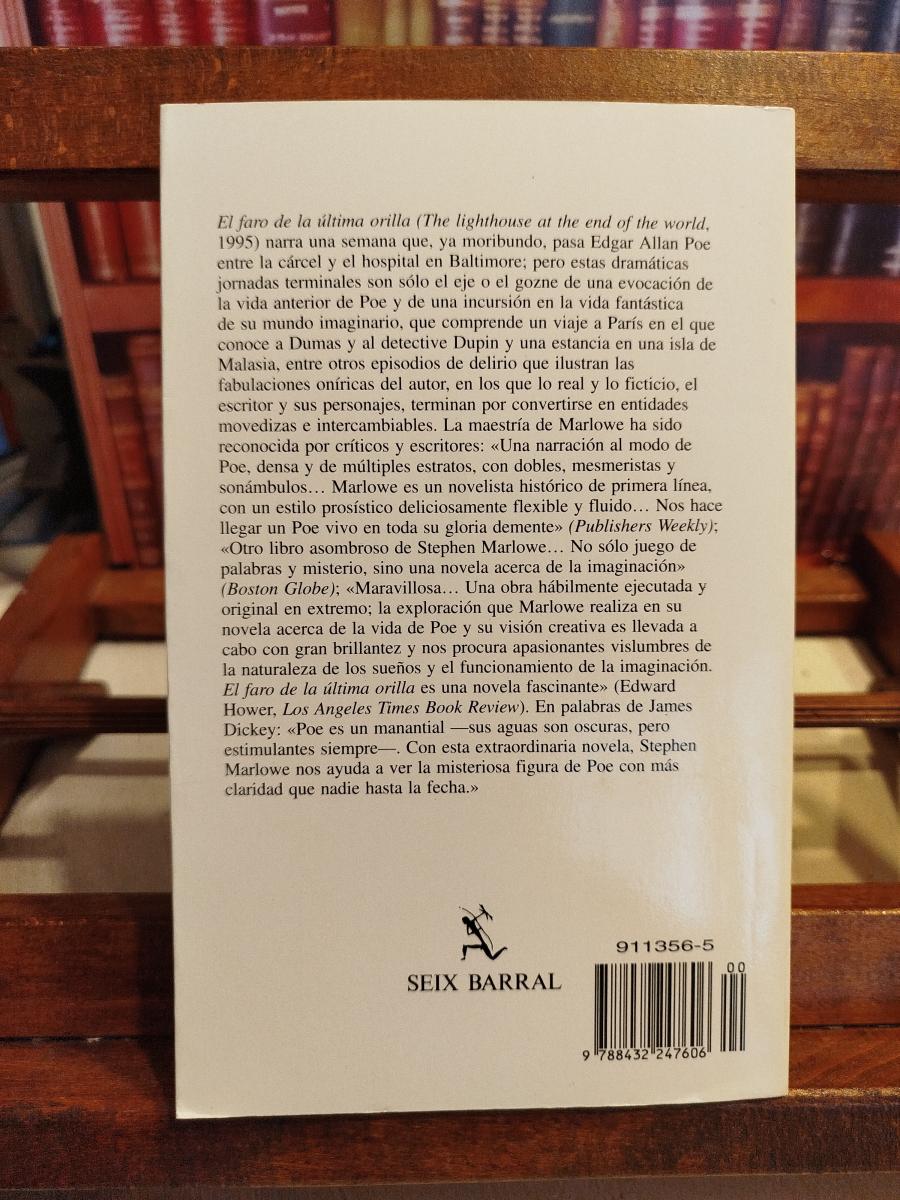 El faro de la última orilla (The lighthouse at the end of the world,
1995) narra una semana que, ya moribundo, pasa Edgar Allan Poe
entre la cárcel y el hospital en Baltimore; pero estas dramáticas
jornadas terminales son sólo el eje o el gozne de una evocación de
la vida anterior de Poe y de una incursión en la vida fantástica
de su mundo imaginario, que comprende un viaje a París en el que
conoce a Dumas y al detective Dupin y una estancia en una isla de
Malasia, entre otros episodios de delirio que ilustran las
fabulaciones oníricas del autor, en los que lo real y lo ficticio, el
escritor y sus personajes, terminan por convertirse en entidades
movedizas e intercambiables. La maestría de Marlowe ha sido
reconocida por críticos y escritores: «Una narración al modo de
Poe, densa y de múltiples estratos, con dobles, mesmeristas y
sonámbulos… Marlowe es un novelista histórico de primera línea,
con un estilo prosístico deliciosamente flexible y fluido… Nos hace
llegar un Poe vivo en toda su gloria demente» (Publishers Weekly);
«Otro libro asombroso de Stephen Marlowe… No sólo juego de
palabras y misterio, sino una novela acerca de la imaginación»
(Boston Globe); «Maravillosa… Una obra hábilmente ejecutada y
original en extremo; la exploración que Marlowe realiza en su
novela acerca de la vida de Poe y su visión creativa es llevada a
cabo con gran brillantez y nos procura apasionantes vislumbres de
la naturaleza de los sueños y el funcionamiento de la imaginación.
El faro de la última orilla es una novela fascinante» (Edward
Hower, Los Angeles Times Book Review). En palabras de James
Dickey: «Poe es un manantial —sus aguas son oscuras, pero
estimulantes siempre—. Con esta extraordinaria novela, Stephen
Marlowe nos ayuda a ver la misteriosa figura de Poe con más
claridad que nadie hasta la fecha.»
SEIX BARRAL
911356-5
00
9 788432 247606